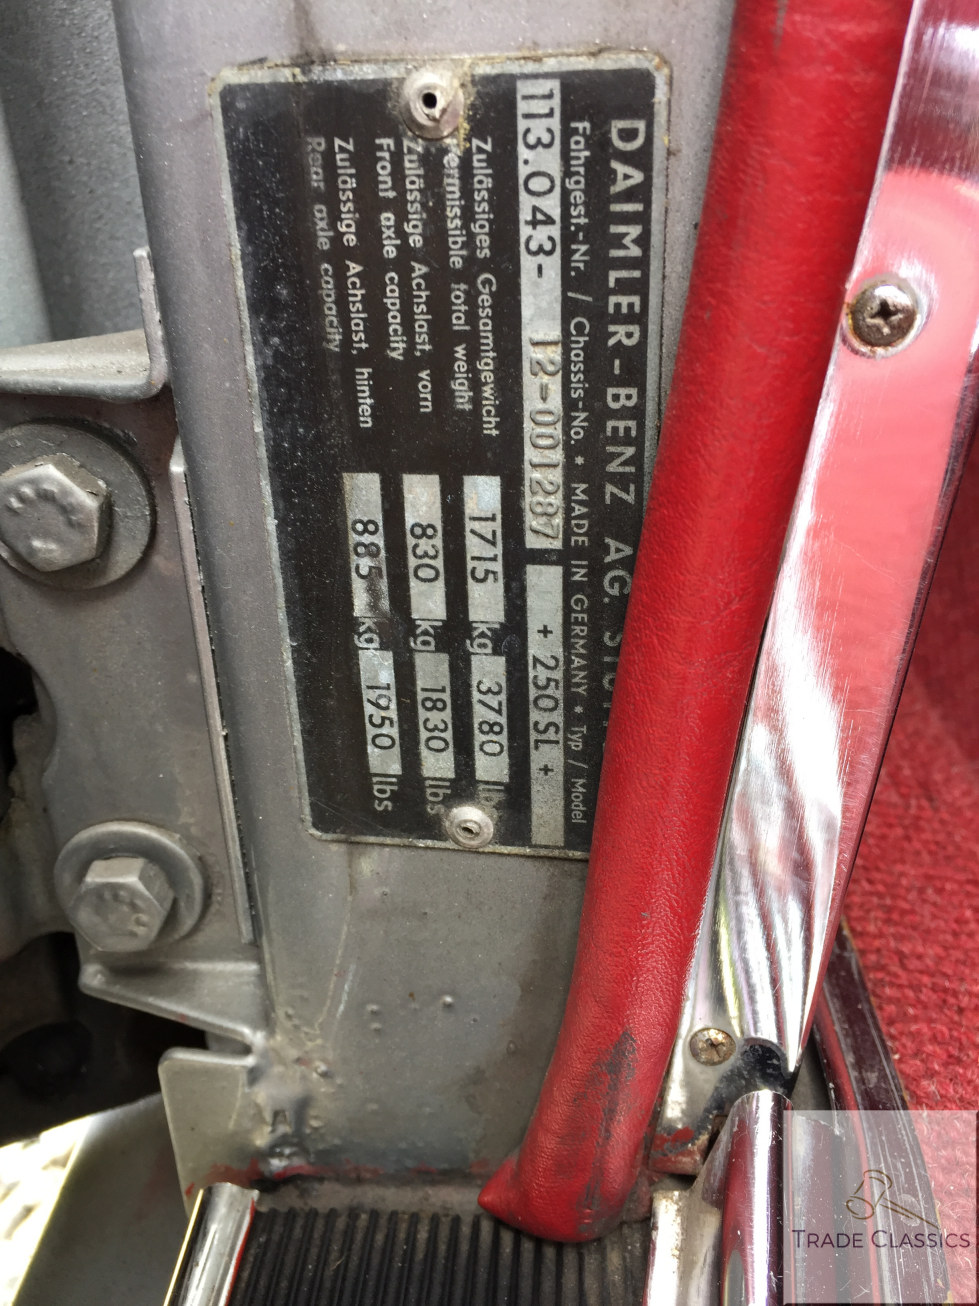 DAIMLER-BENZ AG.
Fahrgest.-Nr. / Chassis-No. * MADE IN GERMANY * Typ / Model
113.043- 12-001287 + 250SL +
Zulässiges Gesamtgewicht
Permissible total weight 1715 kg 3780 lbs
Zulässige Achslast, vorn
Front axle capacity 830 kg 1830 lbs
Zulässige Achslast, hinten
Rear axle capacity 885 kg 1950 lbs
TRADE CLASSICS